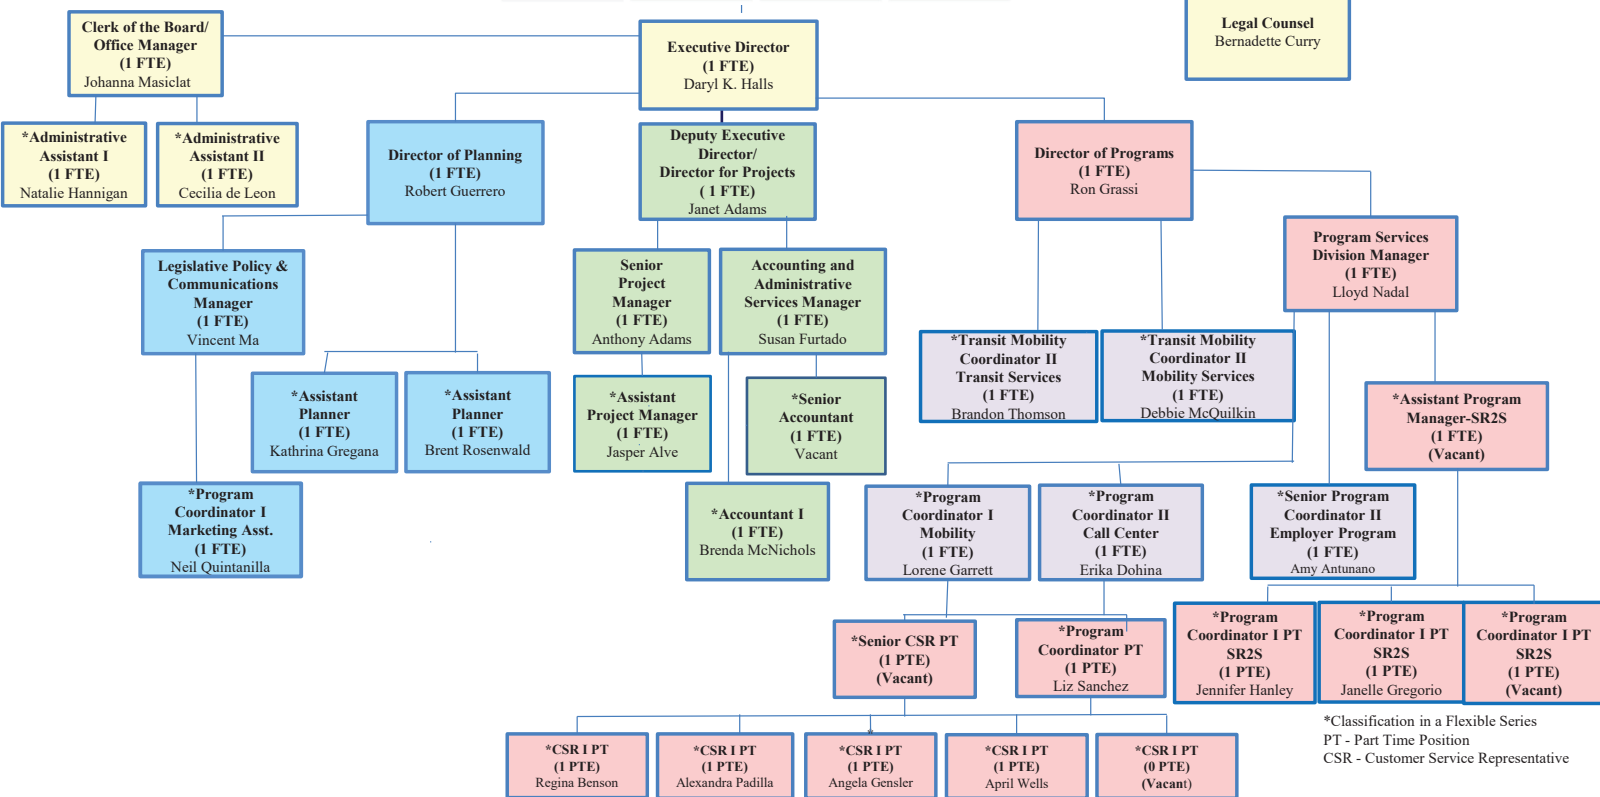 Clerk of the Board/
Office Manager
(1 FTE)
Johanna Masiclat
Executive Director
(1 FTE)
Daryl K. Halls
Legal Counsel
Bernadette Curry
*Administrative
Assistant I
(1 FTE)
Natalie Hannigan
*Administrative
Assistant II
(1 FTE)
Cecilia de Leon
Director of Planning
(1 FTE)
Robert Guerrero
Deputy Executive
Director/
Director for Projects
( 1 FTE)
Janet Adams
Director of Programs
(1 FTE)
Ron Grassi
Legislative Policy &
Communications
Manager
(1 FTE)
Vincent Ma
Senior
Project
Manager
(1 FTE)
Anthony Adams
Accounting and
Administrative
Services Manager
(1 FTE)
Susan Furtado
Program Services
Division Manager
(1 FTE)
Lloyd Nadal
*Assistant
Planner
(1 FTE)
Kathrina Gregana
*Assistant
Planner
(1 FTE)
Brent Rosenwald
*Assistant
Project Manager
(1 FTE)
Jasper Alve
*Senior
Accountant
(1 FTE)
Vacant
*Transit Mobility
Coordinator II
Transit Services
(1 FTE)
Brandon Thomson
*Transit Mobility
Coordinator II
Mobility Services
(1 FTE)
Debbie McQuilkin
*Assistant Program
Manager-SR2S
(1 FTE)
(Vacant)
*Program
Coordinator I
Marketing Asst.
(1 FTE)
Neil Quintanilla
*Accountant I
(1 FTE)
Brenda McNichols
*Program
Coordinator I
Mobility
(1 FTE)
Lorene Garrett
*Program
Coordinator II
Call Center
(1 FTE)
Erika Dohina
*Senior Program
Coordinator II
Employer Program
(1 FTE)
Amy Antunano
*Senior CSR PT
(1 PTE)
(Vacant)
*Program
Coordinator PT
(1 PTE)
Liz Sanchez
*Program
Coordinator I PT
SR2S
(1 PTE)
Jennifer Hanley
*Program
Coordinator I PT
SR2S
(1 PTE)
Janelle Gregorio
*Program
Coordinator I PT
SR2S
(1 PTE)
(Vacant)
*CSR I PT
(1 PTE)
Regina Benson
*CSR I PT
(1 PTE)
Alexandra Padilla
*CSR I PT
(1 PTE)
Angela Gensler
*CSR I PT
(1 PTE)
April Wells
*CSR I PT
(0 PTE)
(Vacant)
*Classification in a Flexible Series
PT - Part Time Position
CSR - Customer Service Representative